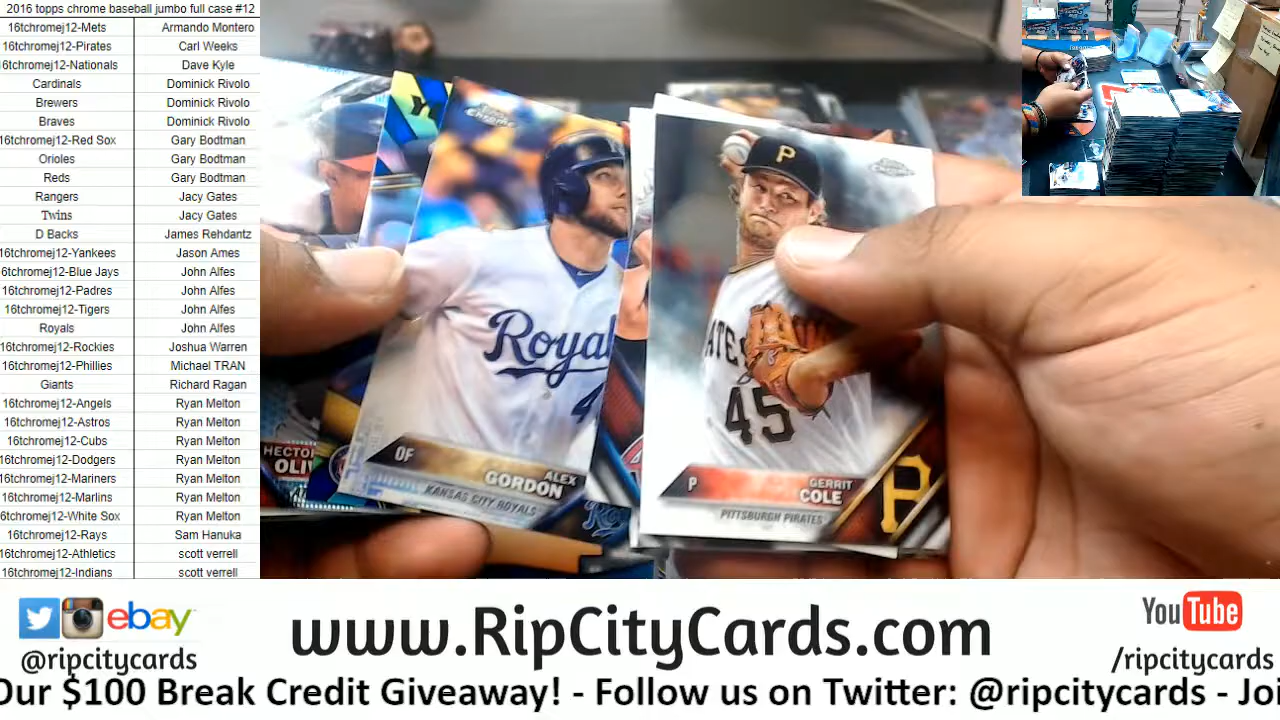 2016 topps chrome baseball jumbo full case #12
16tchromej12-Mets Armando Montero
16tchromej12-Pirates Carl Weeks
16tchromej12-Nationals Dave Kyle
Cardinals Dominick Rivolo
Brewers Dominick Rivolo
Braves Dominick Rivolo
16tchromej12-Red Sox Gary Bodtman
Orioles Gary Bodtman
Reds Gary Bodtman
Rangers Jacy Gates
Twins Jacy Gates
D Backs James Rehdantz
16tchromej12-Yankees Jason Ames
6tchromej12-Blue Jays John Alfes
16tchromej12-Padres John Alfes
16tchromej12-Tigers John Alfes
Royals John Alfes
16tchromej12-Rockies Joshua Warren
16tchromej12-Phillies Michael TRAN
Giants Richard Ragan
16tchromej12-Angels Ryan Melton
16tchromej12-Astros Ryan Melton
16tchromej12-Cubs Ryan Melton
16tchromej12-Dodgers Ryan Melton
16tchromej12-Mariners Ryan Melton
16tchromej12-Marlins Ryan Melton
6tchromej12-White Sox Ryan Melton
16tchromej12-Rays Sam Hanuka
16tchromej12-Athletics scott verrell
16tchromej12-Indians scott verrell
HECTOR
OLI
Chrome
Royal
4
OF
ALEX
GORDON
KANSAS CITY ROYALS
P
ATES
45
P
GERRIT
COLE
PITTSBURGH PIRATES
P
ebay
@ripcitycards
www.RipCityCards.com
YouTube
/ripcitycards
Our $100 Break Credit Giveaway! - Follow us on Twitter: @ripcitycards - Joi